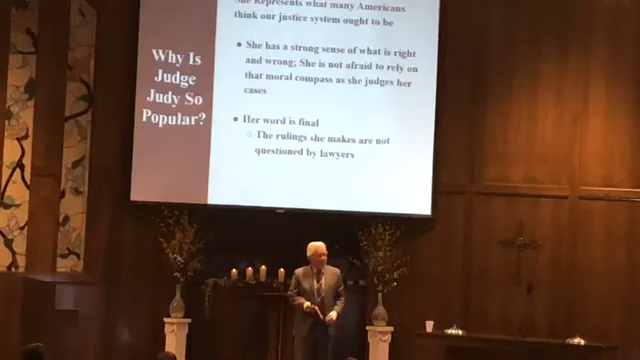 Why Is
Judge
Judy So
Popular?
She Represents what many Americans
think our justice system ought to be
● She has a strong sense of what is right
and wrong; She is not afraid to rely on
that moral compass as she judges her
cases
● Her word is final
○ The rulings she makes are not
questioned by lawyers